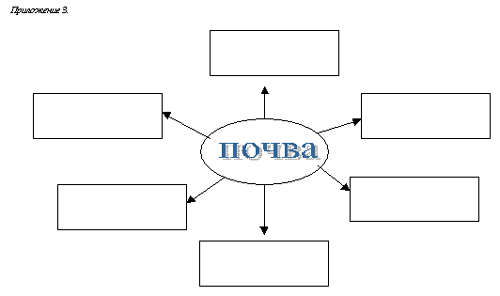 Приложение 3.
почва